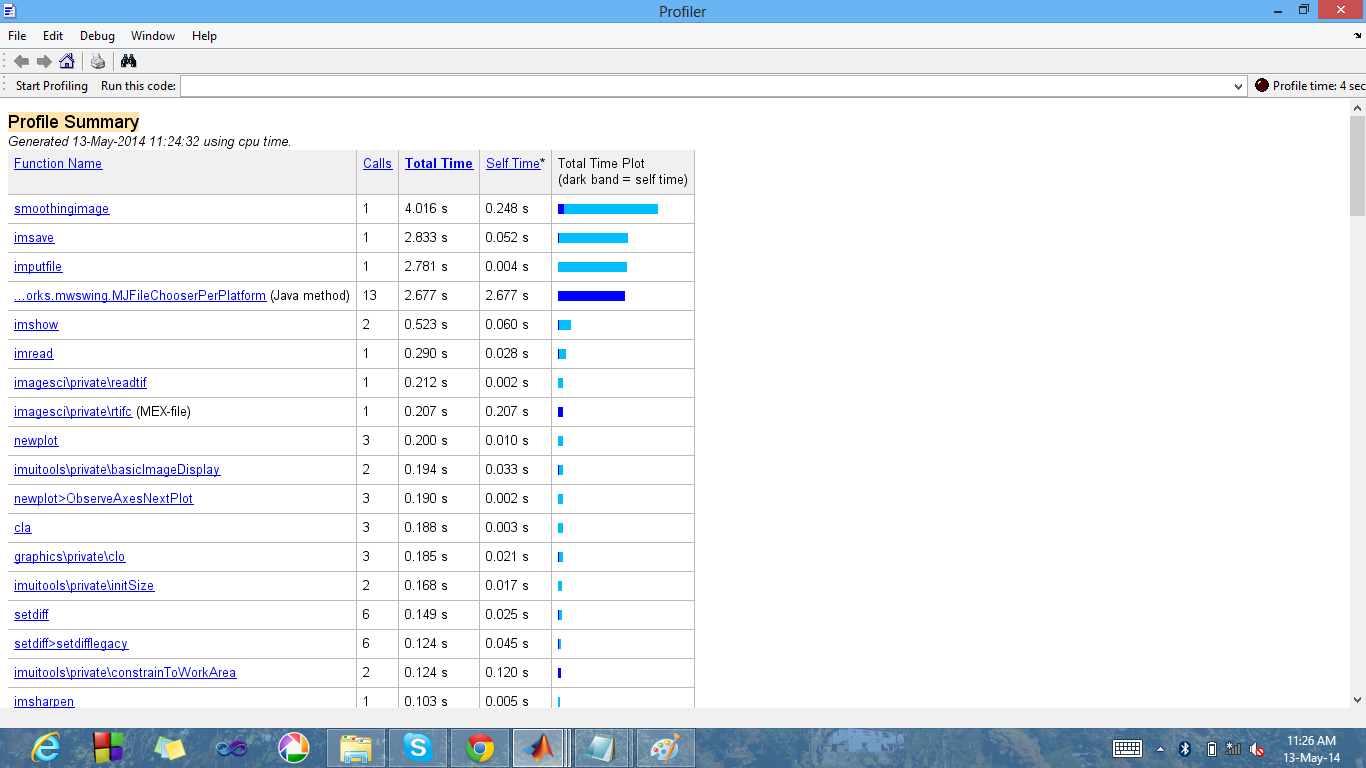 Profiler
File Edit Debug Window Help
Start Profiling Run this code: Profile time: 4 sec
Profile Summary
Generated 13-May-2014 11:24:32 using cpu time.
Function Name Calls Total Time Self Time* Total Time Plot
(dark band = self time)
smoothingimage 1 4.016 s 0.248 s
imsave 1 2.833 s 0.052 s
imputfile 1 2.781 s 0.004 s
...orks.mwswing.MJFileChooserPerPlatform (Java method) 13 2.677 s 2.677 s
imshow 2 0.523 s 0.060 s
imread 1 0.290 s 0.028 s
imagesci\private\readtif 1 0.212 s 0.002 s
imagesci\private\rtifc (MEX-file) 1 0.207 s 0.207 s
newplot 3 0.200 s 0.010 s
imuitools\private\basicImageDisplay 2 0.194 s 0.033 s
newplot>ObserveAxesNextPlot 3 0.190 s 0.002 s
cla 3 0.188 s 0.003 s
graphics\private\clo 3 0.185 s 0.021 s
imuitools\private\initSize 2 0.168 s 0.017 s
setdiff 6 0.149 s 0.025 s
setdiff>setdifflegacy 6 0.124 s 0.045 s
imuitools\private\constrainToWorkArea 2 0.124 s 0.120 s
imsharpen 1 0.103 s 0.005 s
11:26 AM
13-May-14